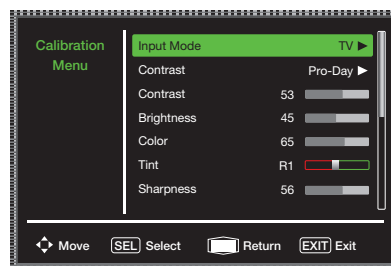 Calibration
Menu
Input Mode TV ▶
Contrast Pro-Day ▶
Contrast 53
Brightness 45
Color 65
Tint R1
Sharpness 56
Move SEL Select Return EXIT Exit